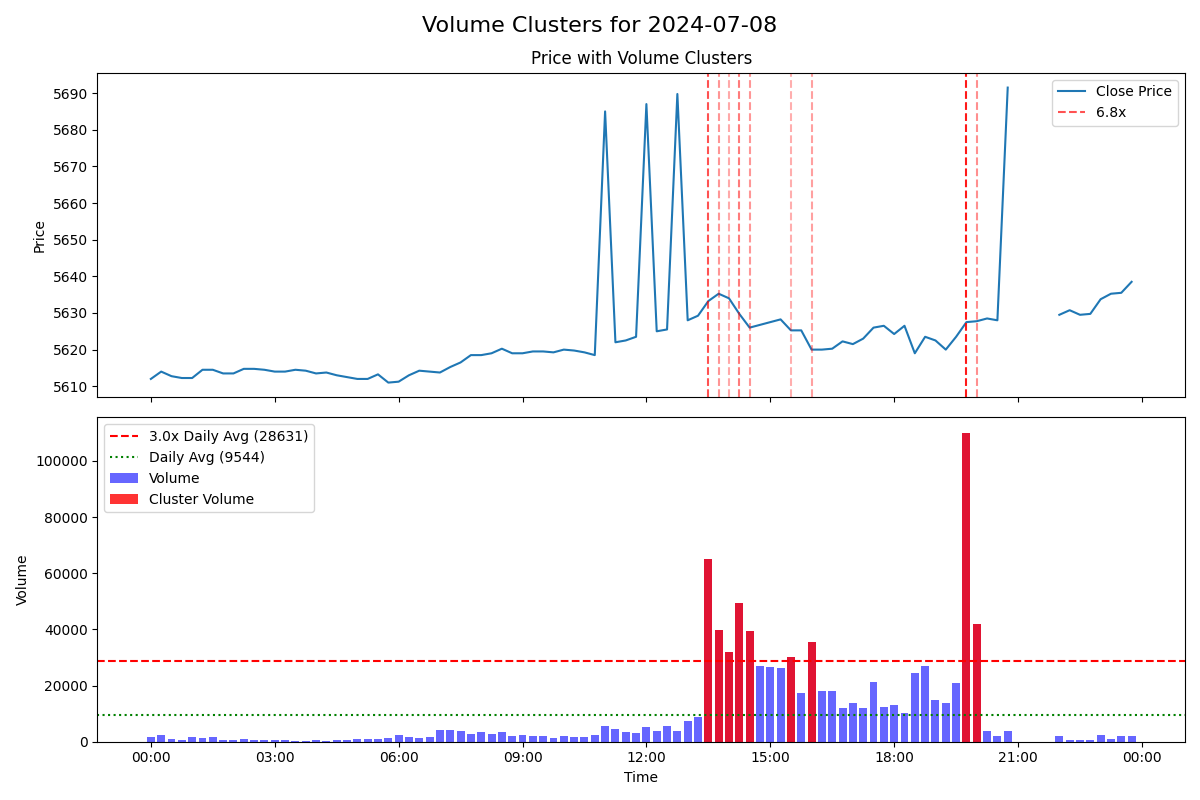 Volume Clusters for 2024-07-08
Price with Volume Clusters
5690
5680
5670
5660
5650
5640
5630
5620
5610
Price
Close Price
6.8x
3.0x Daily Avg (28631)
Daily Avg (9544)
Volume
Cluster Volume
100000
80000
60000
40000
20000
0
Volume
00:00 03:00 06:00 09:00 12:00 15:00 18:00 21:00 00:00
Time